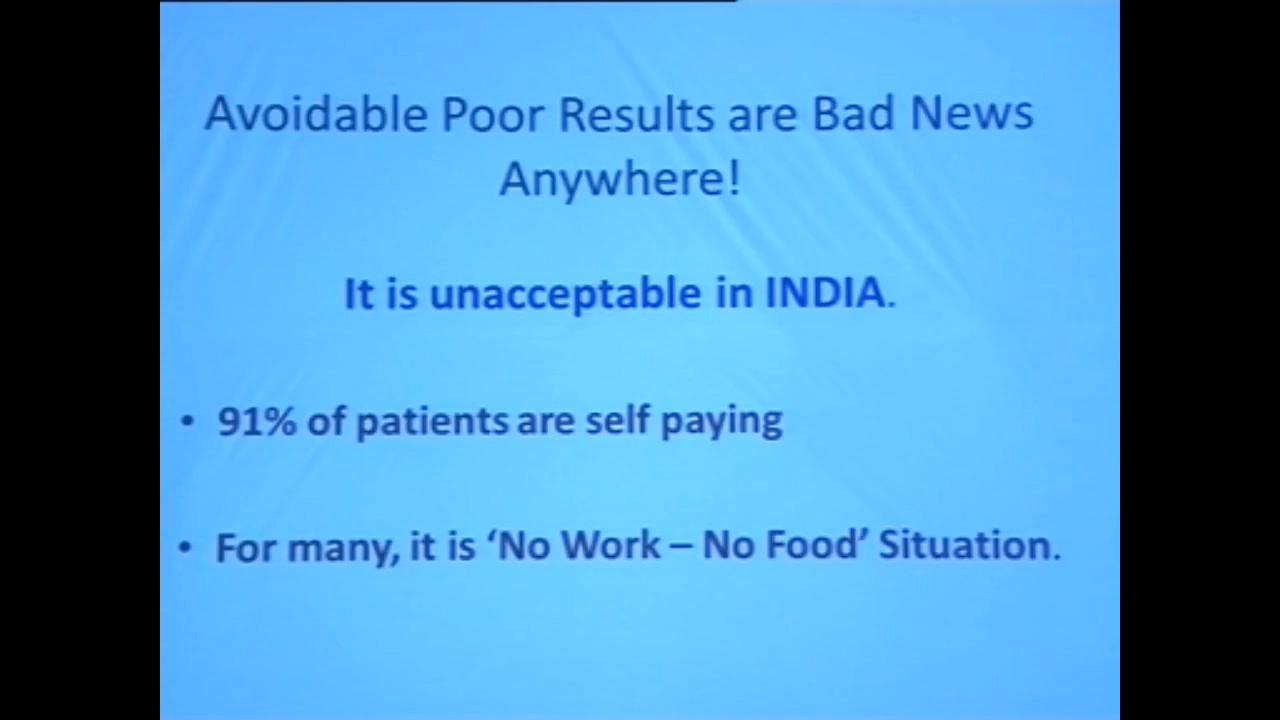 Avoidable Poor Results are Bad News
Anywhere!
It is unacceptable in INDIA.
• 91% of patients are self paying
• For many, it is ‘No Work – No Food’ Situation.